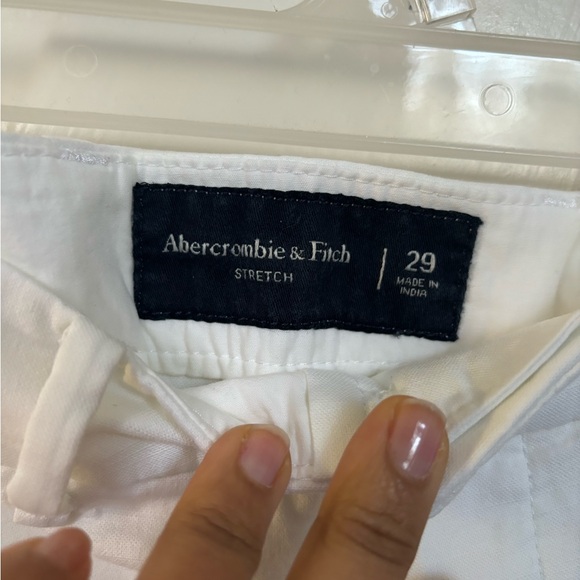 Abercrombie & Fitch
STRETCH
29
MADE IN
INDIA